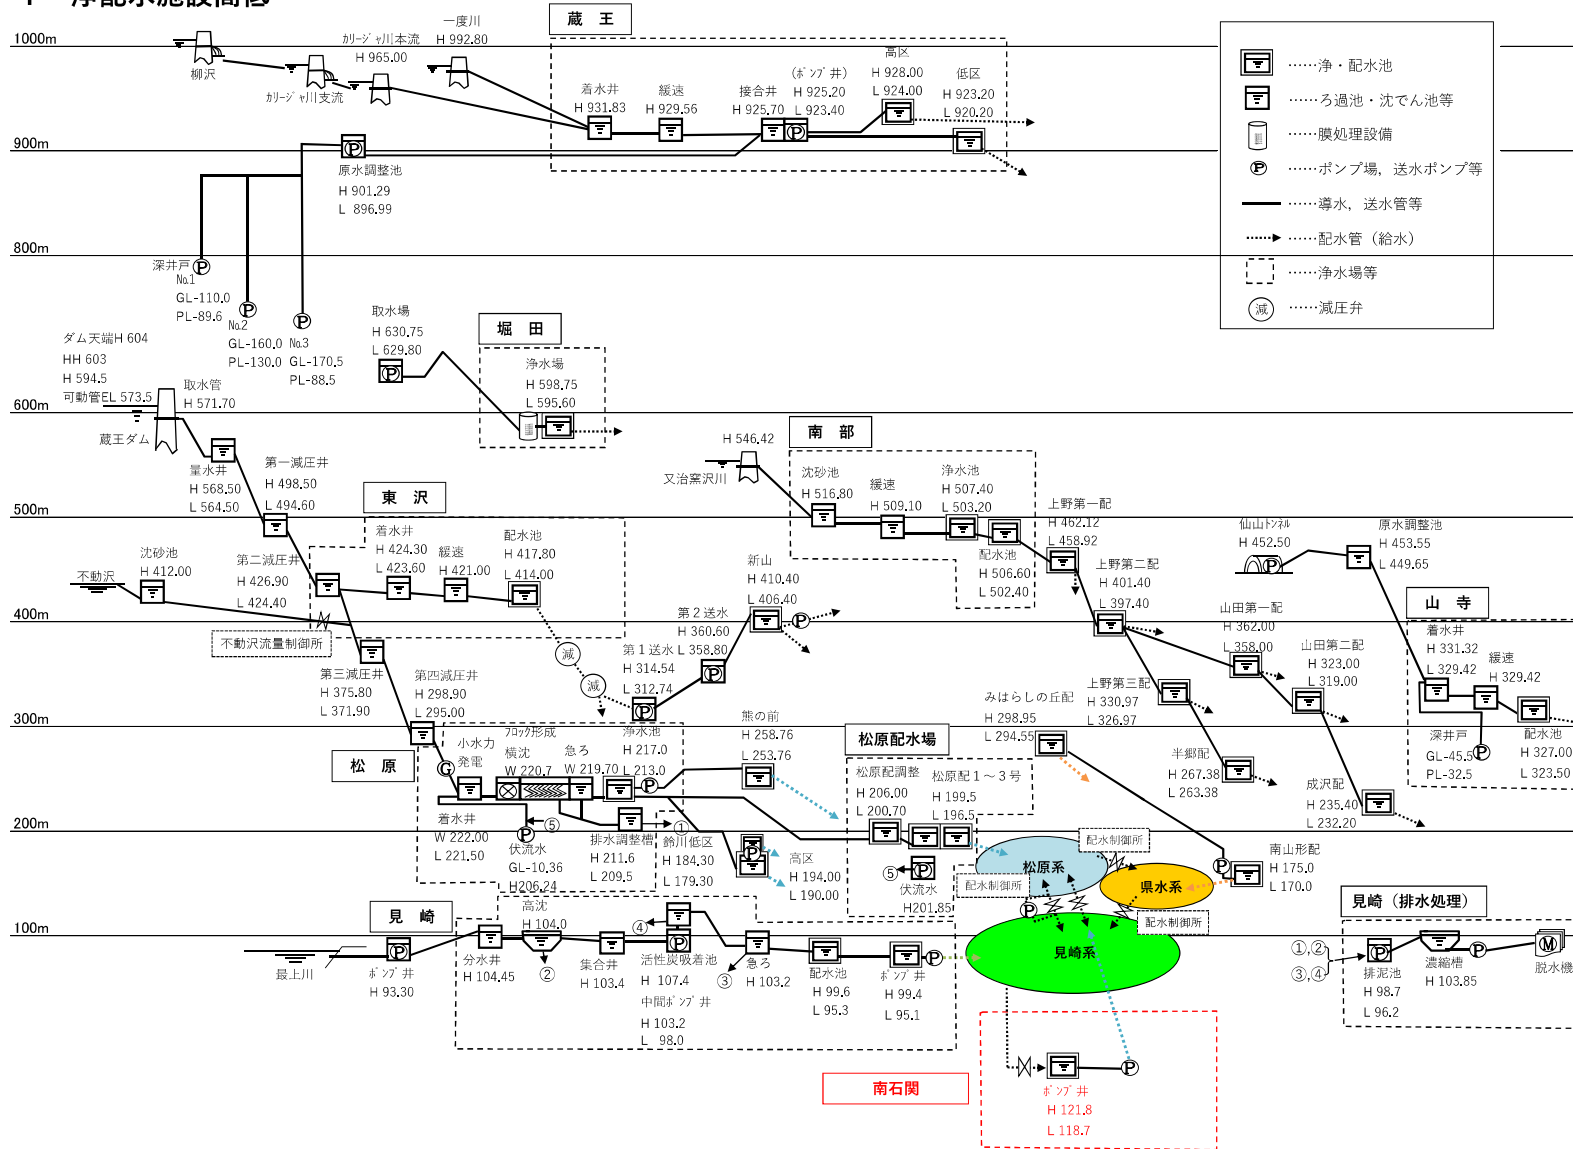 1000m
900m
800m
600m
500m
400m
300m
200m
100m
蔵 王
柳沢
ｶﾘｰｼﾞｬ川支流
ｶﾘｰｼﾞｬ川本流
H 965.00
一度川
H 992.80
着水井
H 931.83
緩速
H 929.56
接合井
H 925.70
(ﾎﾟﾝﾌﾟ井)
H 925.20
L 923.40
高区
H 928.00
L 924.00
低区
H 923.20
L 920.20
原水調整池
H 901.29
L 896.99
深井戸
No.1
GL-110.0
PL-89.6
No.2
GL-160.0
PL-130.0
No.3
GL-170.5
PL-88.5
……浄・配水池
……ろ過池・沈でん池等
……膜処理設備
……ポンプ場，送水ポンプ等
……導水，送水管等
……配水管（給水）
……浄水場等
減 ……減圧弁
取水場
H 630.75
L 629.80
堀 田
浄水場
H 598.75
L 595.60
ダム天端H 604
HH 603
H 594.5
可動管EL 573.5
取水管
H 571.70
蔵王ダム
量水井
H 568.50
L 564.50
第一減圧井
H 498.50
L 494.60
東 沢
着水井
H 424.30
L 423.60
緩速
H 421.00
配水池
H 417.80
L 414.00
沈砂池
H 412.00
不動沢
第二減圧井
H 426.90
L 424.40
不動沢流量制御所
第三減圧井
H 375.80
L 371.90
第四減圧井
H 298.90
L 295.00
減
減
第１送水
H 314.54
L 312.74
第２送水
H 360.60
L 358.80
新山
H 410.40
L 406.40
南 部
H 546.42
又治窯沢川
沈砂池
H 516.80
緩速
H 509.10
浄水池
H 507.40
L 503.20
配水池
H 506.60
L 502.40
上野第一配
H 462.12
L 458.92
上野第二配
H 401.40
L 397.40
上野第三配
H 330.97
L 326.97
半郷配
H 267.38
L 263.38
山田第一配
H 362.00
L 358.00
山田第二配
H 323.00
L 319.00
成沢配
H 235.40
L 232.20
仙山ﾄﾝﾈﾙ
H 452.50
原水調整池
H 453.55
L 449.65
山 寺
着水井
H 331.32
L 329.42
緩速
H 329.42
深井戸
GL-45.5
PL-32.5
配水池
H 327.00
L 323.50
松 原
小水力
発電
G
ﾌﾛｯｸ形成
横沈
W 220.7
急ろ
W 219.70
浄水池
H 217.0
L 213.0
着水井
W 222.00
L 221.50
⑤
伏流水
GL-10.36
H206.24
排水調整槽
H 211.6
L 209.5
①
熊の前
H 258.76
L 253.76
鈴川低区
H 184.30
L 179.30
高区
H 194.00
L 190.00
松原配水場
松原配調整
H 206.00
L 200.70
松原配１～３号
H 199.5
L 196.5
⑤
伏流水
H201.85
みはらしの丘配
H 298.95
L 294.55
南山形配
H 175.0
L 170.0
松原系
県水系
見崎系
配水制御所
配水制御所
配水制御所
見 崎
最上川
ﾎﾟﾝﾌﾟ井
H 93.30
分水井
H 104.45
高沈
H 104.0
②
集合井
H 103.4
④
活性炭吸着池
H 107.4
中間ﾎﾟﾝﾌﾟ井
H 103.2
L 98.0
③
急ろ
H 103.2
配水池
H 99.6
L 95.3
ﾎﾟﾝﾌﾟ井
H 99.4
L 95.1
見崎（排水処理）
①,②
③,④
排泥池
H 98.7
L 96.2
濃縮槽
H 103.85
M
脱水機
南石関
ﾎﾟﾝﾌﾟ井
H 121.8
L 118.7